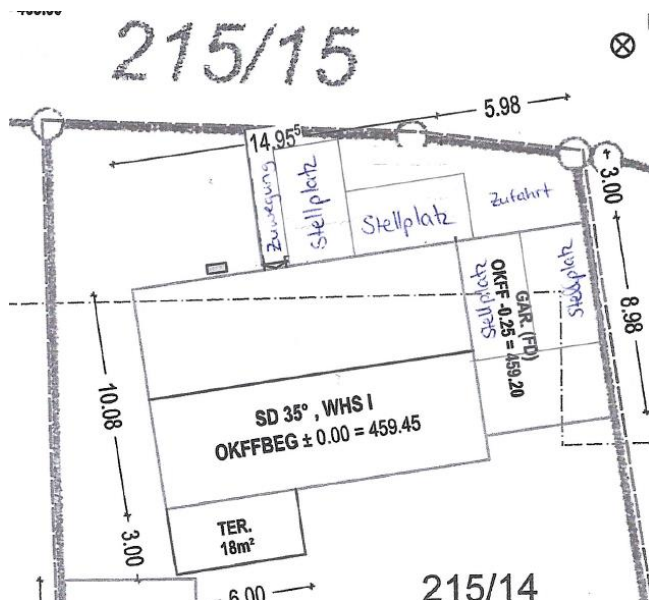 215/15
5.98
14.95⁵
3.00
Zuwegung
Stellplatz
Stellplatz
Zufahrt
Stellplatz
GAR. (FD)
OKFF -0.25 = 459.20
Stellplatz
8.98
10.08
SD 35° , WHS I
OKFFBEG ± 0.00 = 459.45
TER.
18m²
3.00
6.00
215/14